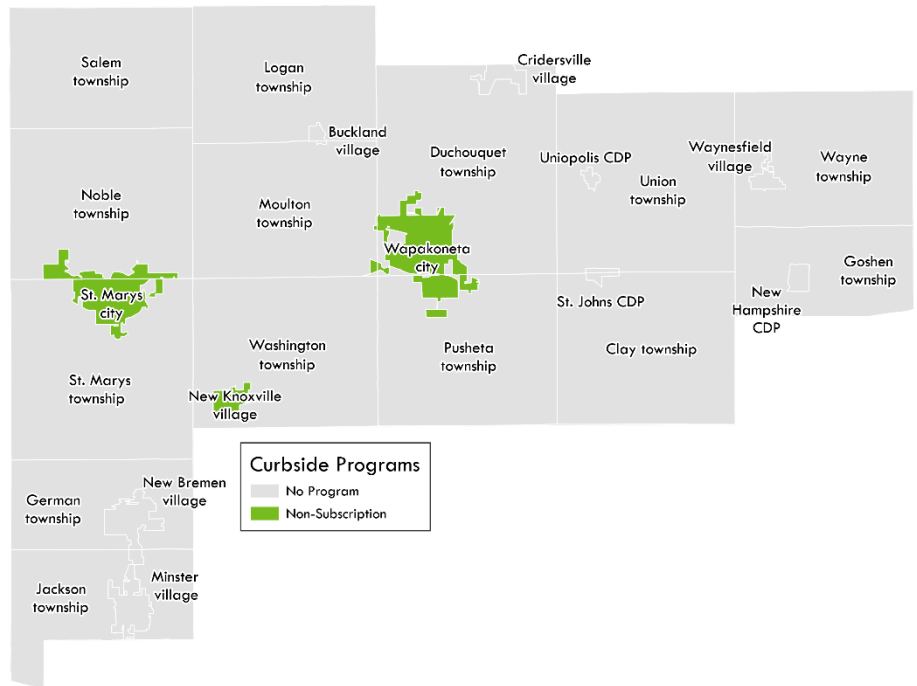 Salem
township
Logan
township
Cridersville
village
Buckland
village
Duchouquet
township
Uniopolis CDP
Union
township
Waynesfield
village
Wayne
township
Noble
township
Moulton
township
Wapakoneta
city
St. Marys
city
St. Johns CDP
New
Hampshire
CDP
Goshen
township
St. Marys
township
Washington
township
Pusheta
township
Clay township
New Knoxville
village
Curbside Programs
No Program
Non-Subscription
German
township
New Bremen
village
Jackson
township
Minster
village